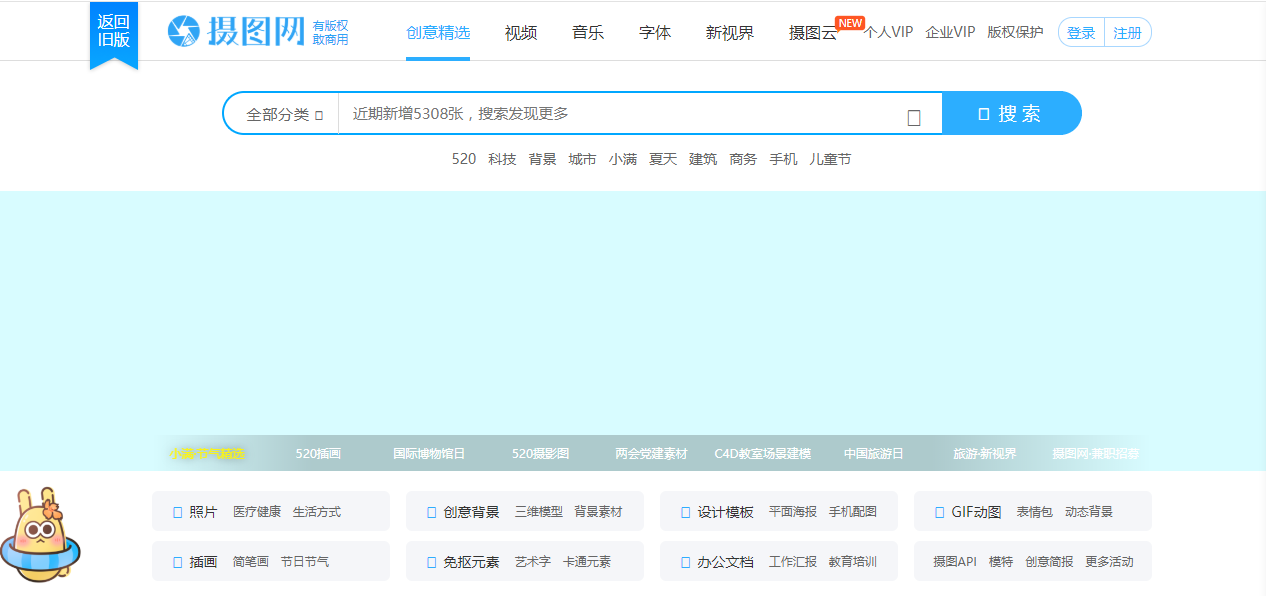 返回
旧版
摄图网
有版权
敢商用
创意精选 视频 音乐 字体 新视界 摄图云 NEW 个人VIP 企业VIP 版权保护 登录 注册
全部分类 近期新增5308张，搜索发现更多 搜索
520 科技 背景 城市 小满 夏天 建筑 商务 手机 儿童节
小满·节气精选 520插画 国际博物馆日 520摄影图 两会党建素材 C4D教室场景建模 中国旅游日 旅游·新视界 摄图网·兼职招募
照片 医疗健康 生活方式 创意背景 三维模型 背景素材 设计模板 平面海报 手机配图 GIF动图 表情包 动态背景
插画 简笔画 节日节气 免抠元素 艺术字 卡通元素 办公文档 工作汇报 教育培训 摄图API 模特 创意简报 更多活动